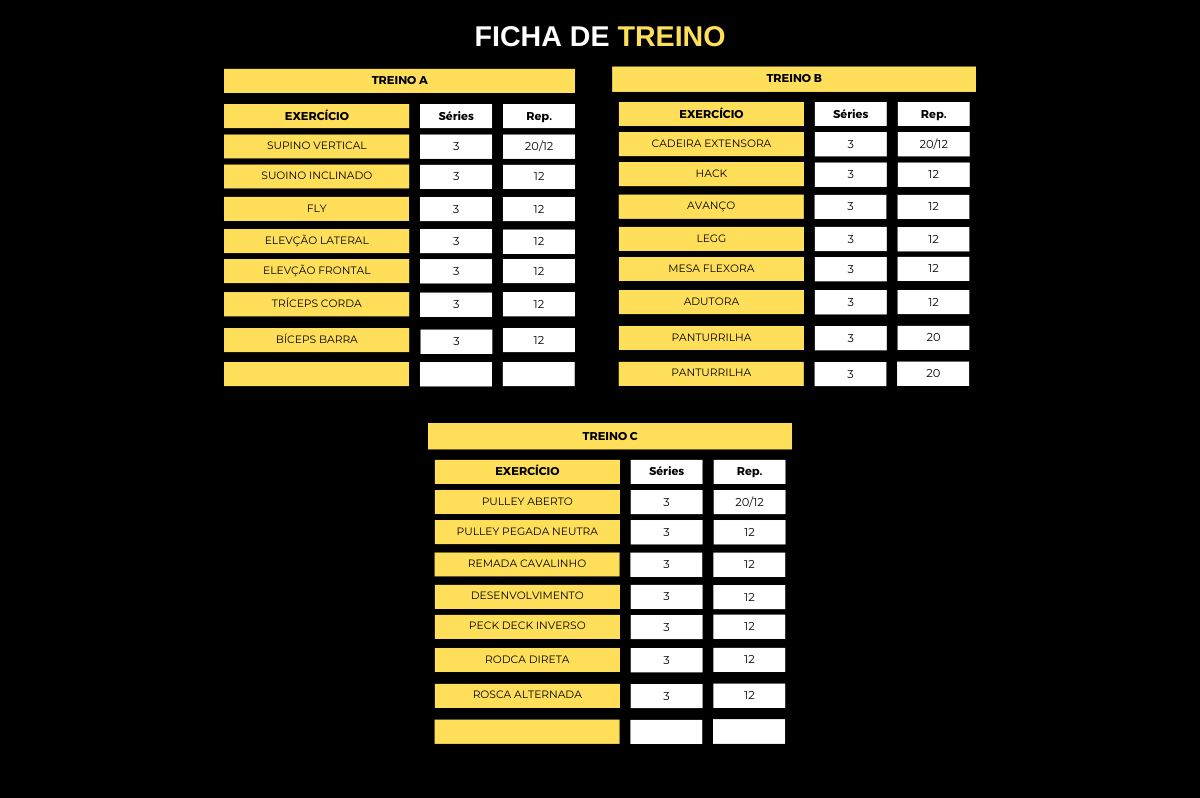 FICHA DE TREINO
TREINO A
EXERCÍCIO Séries Rep.
SUPINO VERTICAL 3 20/12
SUOINO INCLINADO 3 12
FLY 3 12
ELEVÇÃO LATERAL 3 12
ELEVÇÃO FRONTAL 3 12
TRÍCEPS CORDA 3 12
BÍCEPS BARRA 3 12
TREINO B
EXERCÍCIO Séries Rep.
CADEIRA EXTENSORA 3 20/12
HACK 3 12
AVANÇO 3 12
LEGG 3 12
MESA FLEXORA 3 12
ADUTORA 3 12
PANTURRILHA 3 20
PANTURRILHA 3 20
TREINO C
EXERCÍCIO Séries Rep.
PULLEY ABERTO 3 20/12
PULLEY PEGADA NEUTRA 3 12
REMADA CAVALINHO 3 12
DESENVOLVIMENTO 3 12
PECK DECK INVERSO 3 12
RODCA DIRETA 3 12
ROSCA ALTERNADA 3 12